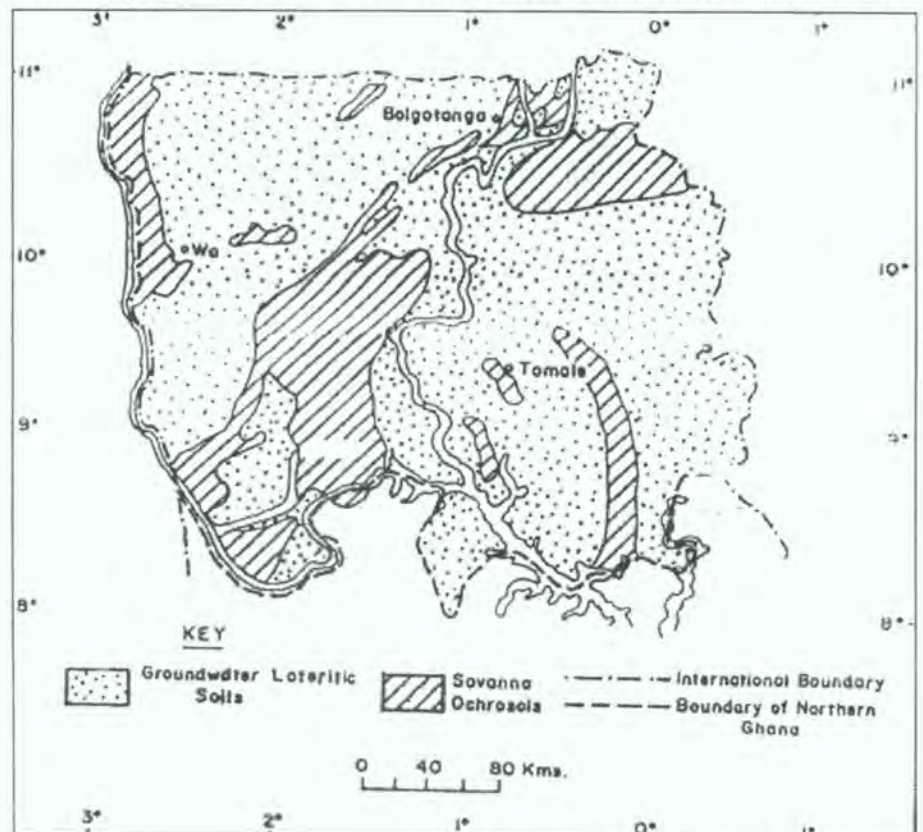 3° 2° 1° 0° 1°
11° 11°
Bolgatanga
10° Wa 10°
Tamale
9° 9°
8° 8°
KEY
Groundwater Lateritic Soils
Savanna Ochrosols
International Boundary
Boundary of Northern Ghana
0 40 80 Kms.
3° 2° 1° 0° 1°